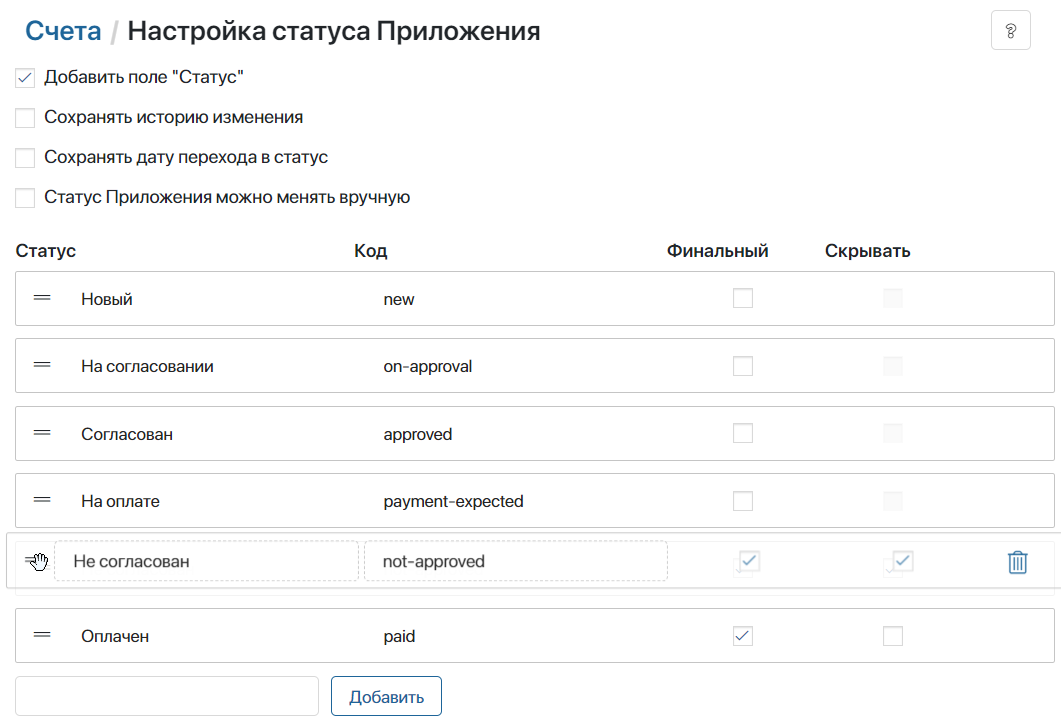 Счета / Настройка статуса Приложения ?
Добавить поле "Статус"
Сохранять историю изменения
Сохранять дату перехода в статус
Статус Приложения можно менять вручную
Статус Код Финальный Скрывать
Новый new
На согласовании on-approval
Согласован approved
На оплате payment-expected
Не согласован not-approved
Оплачен paid
Добавить